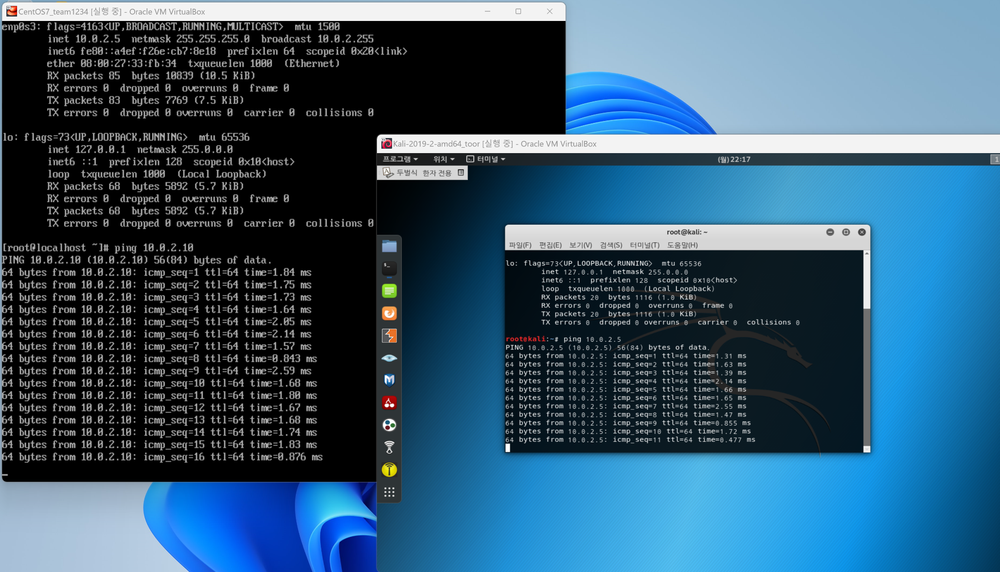 CentOS7_team1234 [실행 중] - Oracle VM VirtualBox
enp0s3: flags=4163<UP,BROADCAST,RUNNING,MULTICAST>  mtu 1500
        inet 10.0.2.5  netmask 255.255.255.0  broadcast 10.0.2.255
        inet6 fe80::a4ef:f26e:cb7:8e18  prefixlen 64  scopeid 0x20<link>
        ether 08:00:27:33:fb:34  txqueuelen 1000  (Ethernet)
        RX packets 85  bytes 10839 (10.5 KiB)
        RX errors 0  dropped 0  overruns 0  frame 0
        TX packets 83  bytes 7769 (7.5 KiB)
        TX errors 0  dropped 0 overruns 0  carrier 0  collisions 0
lo: flags=73<UP,LOOPBACK,RUNNING>  mtu 65536
        inet 127.0.0.1  netmask 255.0.0.0
        inet6 ::1  prefixlen 128  scopeid 0x10<host>
        loop  txqueuelen 1000  (Local Loopback)
        RX packets 68  bytes 5892 (5.7 KiB)
        RX errors 0  dropped 0  overruns 0  frame 0
        TX packets 68  bytes 5892 (5.7 KiB)
        TX errors 0  dropped 0 overruns 0  carrier 0  collisions 0
[root@localhost ~]# ping 10.0.2.10
PING 10.0.2.10 (10.0.2.10) 56(84) bytes of data.
64 bytes from 10.0.2.10: icmp_seq=1 ttl=64 time=1.84 ms
64 bytes from 10.0.2.10: icmp_seq=2 ttl=64 time=1.75 ms
64 bytes from 10.0.2.10: icmp_seq=3 ttl=64 time=1.73 ms
64 bytes from 10.0.2.10: icmp_seq=4 ttl=64 time=1.64 ms
64 bytes from 10.0.2.10: icmp_seq=5 ttl=64 time=2.05 ms
64 bytes from 10.0.2.10: icmp_seq=6 ttl=64 time=2.14 ms
64 bytes from 10.0.2.10: icmp_seq=7 ttl=64 time=1.57 ms
64 bytes from 10.0.2.10: icmp_seq=8 ttl=64 time=0.843 ms
64 bytes from 10.0.2.10: icmp_seq=9 ttl=64 time=2.59 ms
64 bytes from 10.0.2.10: icmp_seq=10 ttl=64 time=1.68 ms
64 bytes from 10.0.2.10: icmp_seq=11 ttl=64 time=1.80 ms
64 bytes from 10.0.2.10: icmp_seq=12 ttl=64 time=1.67 ms
64 bytes from 10.0.2.10: icmp_seq=13 ttl=64 time=1.68 ms
64 bytes from 10.0.2.10: icmp_seq=14 ttl=64 time=1.74 ms
64 bytes from 10.0.2.10: icmp_seq=15 ttl=64 time=1.83 ms
64 bytes from 10.0.2.10: icmp_seq=16 ttl=64 time=0.876 ms
Kali-2019-2-amd64_toor [실행 중] - Oracle VM VirtualBox
프로그램 위치 터미널 (월) 22:17 1
두벌식 한자 전용
root@kali: ~
파일(F) 편집(E) 보기(V) 검색(S) 터미널(T) 도움말(H)
lo: flags=73<UP,LOOPBACK,RUNNING>  mtu 65536
        inet 127.0.0.1  netmask 255.0.0.0
        inet6 ::1  prefixlen 128  scopeid 0x10<host>
        loop  txqueuelen 1000  (Local Loopback)
        RX packets 20  bytes 1116 (1.0 KiB)
        RX errors 0  dropped 0  overruns 0  frame 0
        TX packets 20  bytes 1116 (1.0 KiB)
        TX errors 0  dropped 0 overruns 0  carrier 0  collisions 0
root@kali:~# ping 10.0.2.5
PING 10.0.2.5 (10.0.2.5) 56(84) bytes of data.
64 bytes from 10.0.2.5: icmp_seq=1 ttl=64 time=1.31 ms
64 bytes from 10.0.2.5: icmp_seq=2 ttl=64 time=1.63 ms
64 bytes from 10.0.2.5: icmp_seq=3 ttl=64 time=1.39 ms
64 bytes from 10.0.2.5: icmp_seq=4 ttl=64 time=2.14 ms
64 bytes from 10.0.2.5: icmp_seq=5 ttl=64 time=1.66 ms
64 bytes from 10.0.2.5: icmp_seq=6 ttl=64 time=1.65 ms
64 bytes from 10.0.2.5: icmp_seq=7 ttl=64 time=2.55 ms
64 bytes from 10.0.2.5: icmp_seq=8 ttl=64 time=1.47 ms
64 bytes from 10.0.2.5: icmp_seq=9 ttl=64 time=0.855 ms
64 bytes from 10.0.2.5: icmp_seq=10 ttl=64 time=1.72 ms
64 bytes from 10.0.2.5: icmp_seq=11 ttl=64 time=0.477 ms